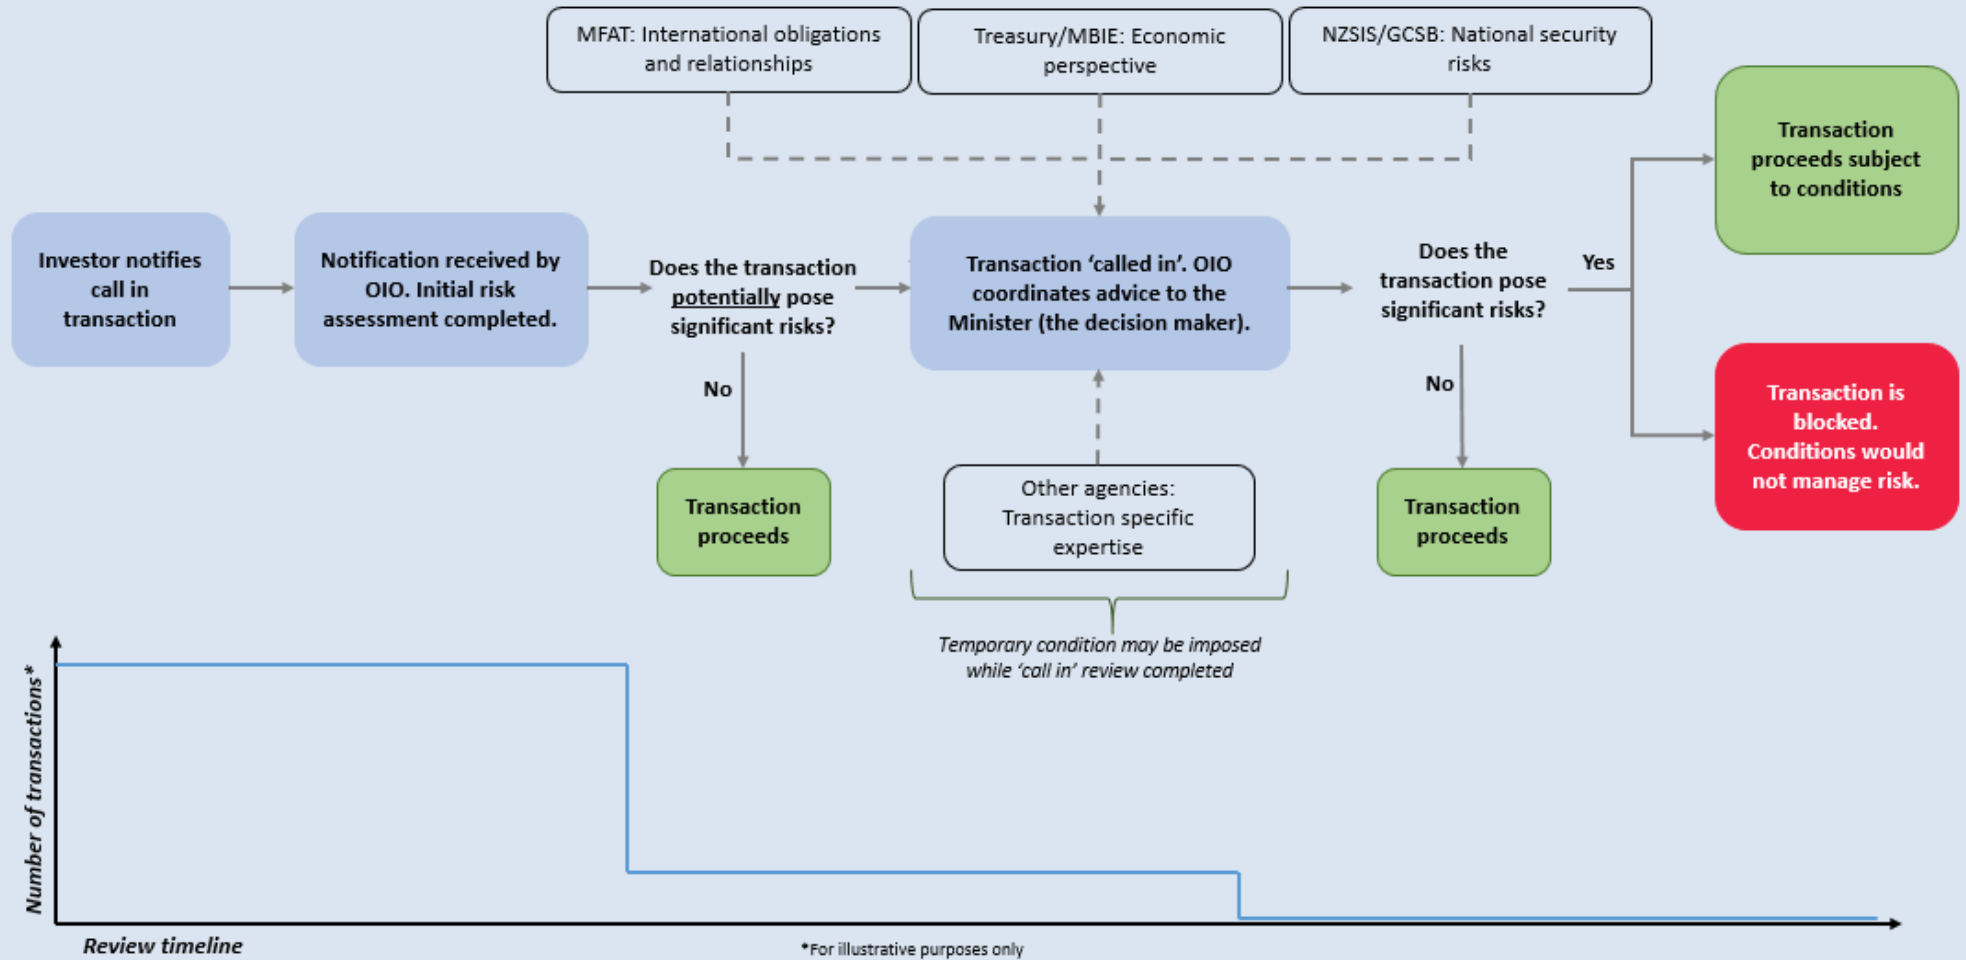 MFAT: International obligations
and relationships
Treasury/MBIE: Economic
perspective
NZSIS/GCSB: National security
risks
Transaction
proceeds subject
to conditions
Investor notifies
call in
transaction
Notification received by
OIO. Initial risk
assessment completed.
Does the transaction
potentially pose
significant risks?
Transaction ‘called in’. OIO
coordinates advice to the
Minister (the decision maker).
Does the
transaction pose
significant risks?
Yes
No
No
Transaction is
blocked.
Conditions would
not manage risk.
Transaction
proceeds
Other agencies:
Transaction specific
expertise
Transaction
proceeds
Temporary condition may be imposed
while ‘call in’ review completed
Number of transactions*
Review timeline
*For illustrative purposes only